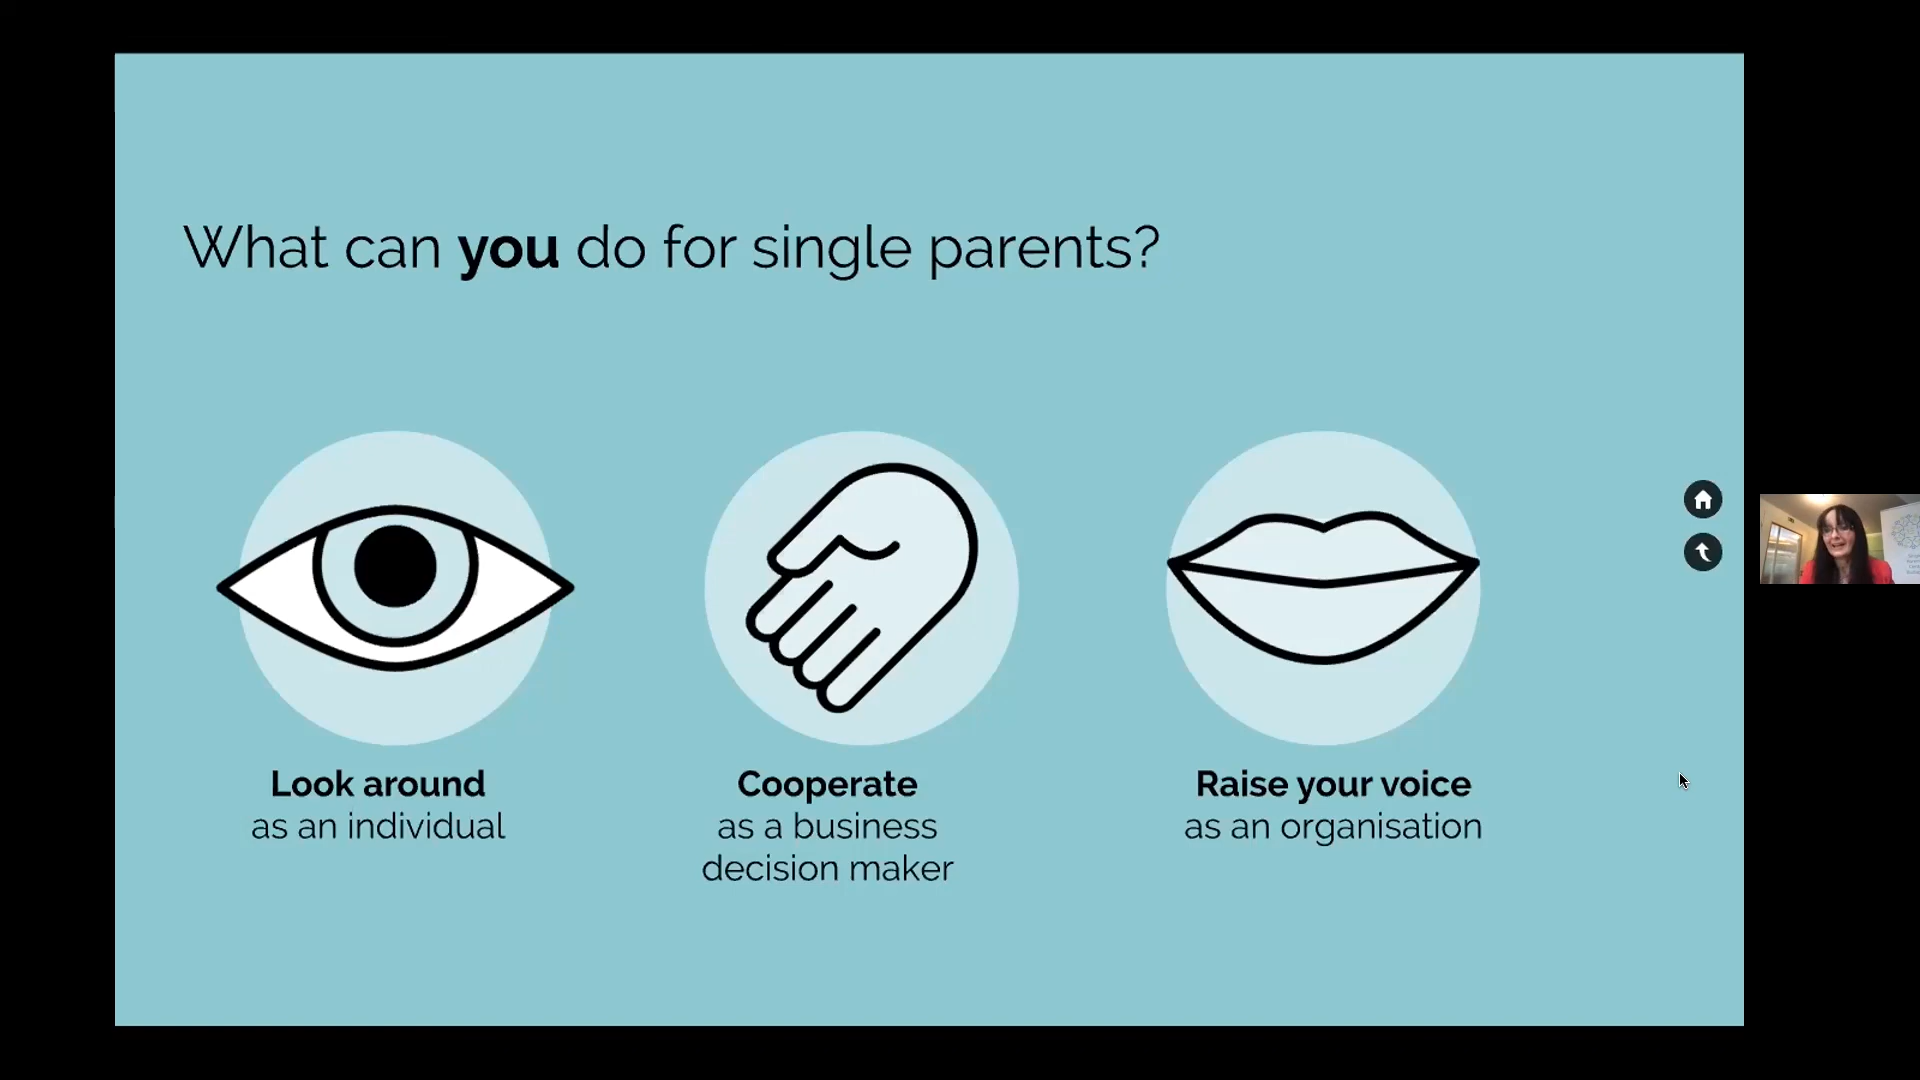 What can you do for single parents?
Look around
as an individual
Cooperate
as a business
decision maker
Raise your voice
as an organisation